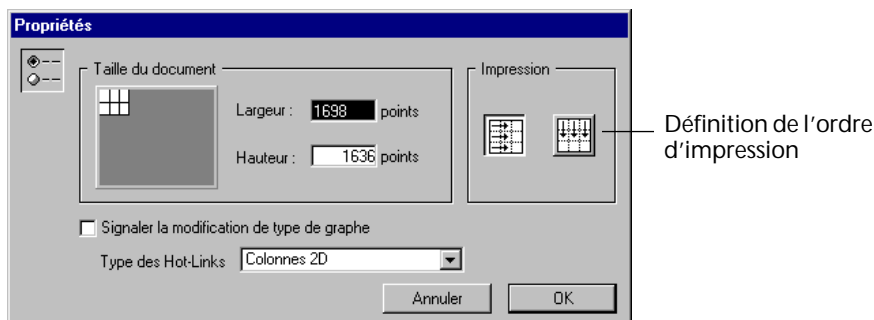 Propriétés
Taille du document
Largeur : 1698 points
Hauteur : 1636 points
Impression
Définition de l'ordre
d'impression
Signaler la modification de type de graphe
Type des Hot-Links Colonnes 2D
Annuler OK